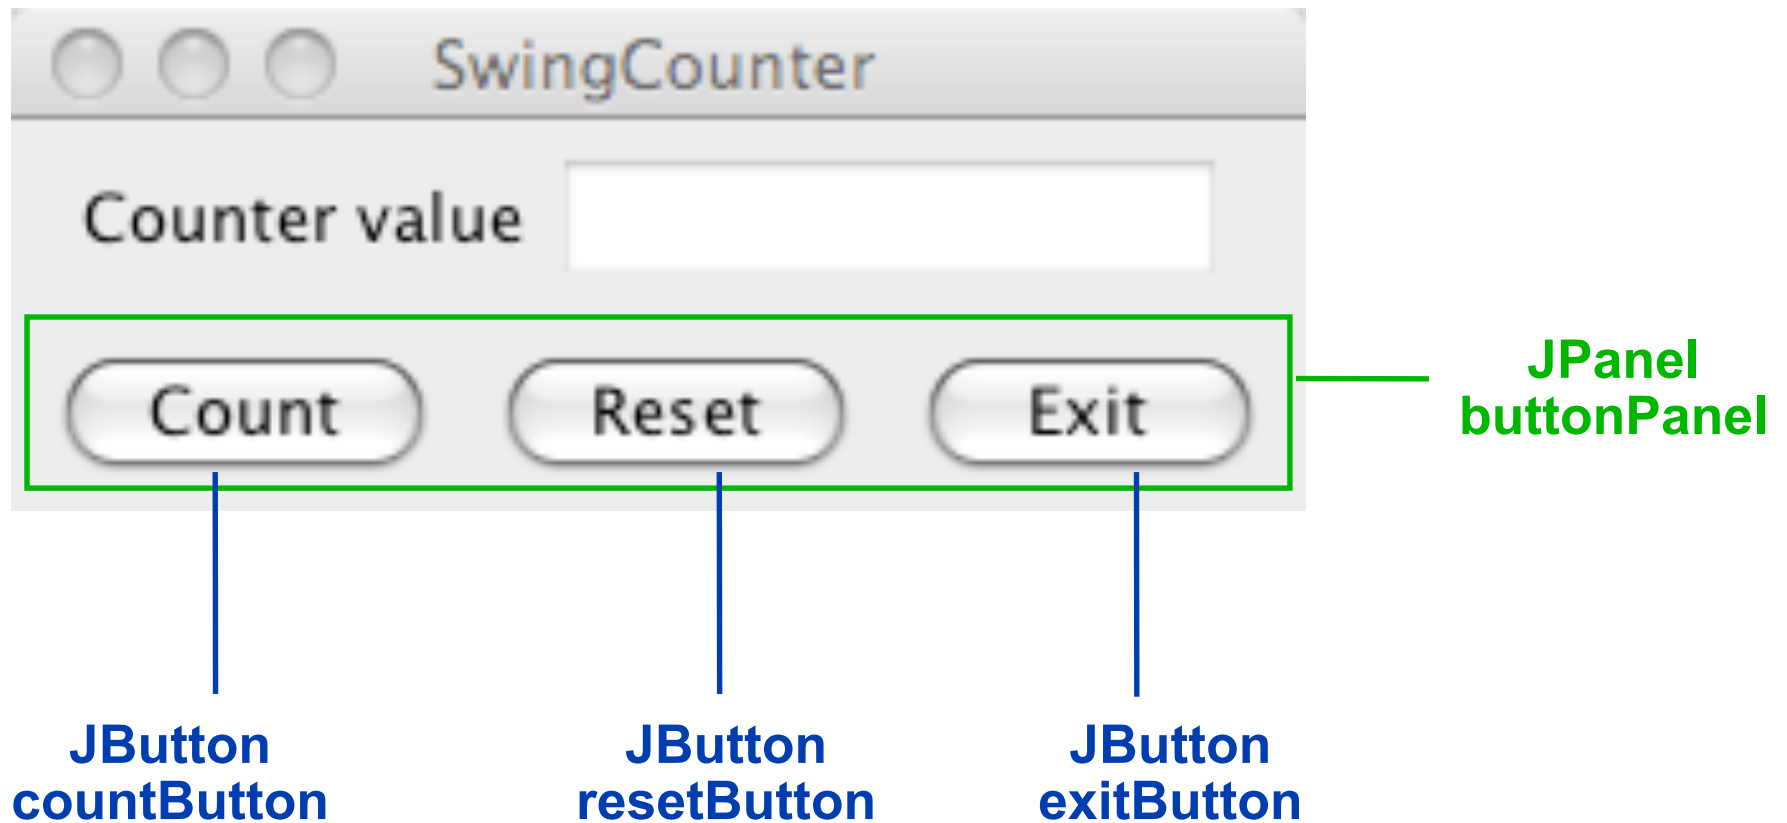 SwingCounter
Counter value
Count Reset Exit
JPanel
buttonPanel
JButton JButton JButton
countButton resetButton exitButton